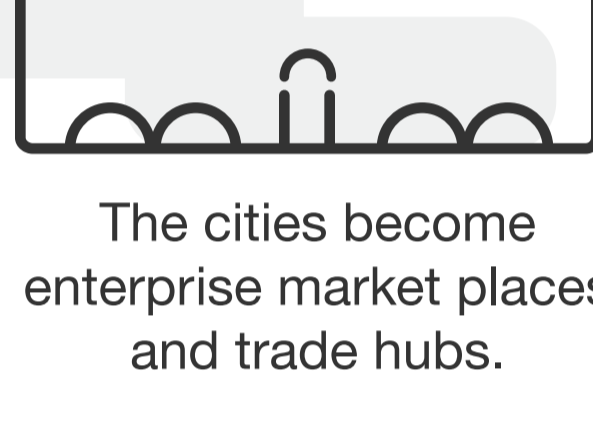 The cities become
enterprise market places
and trade hubs.